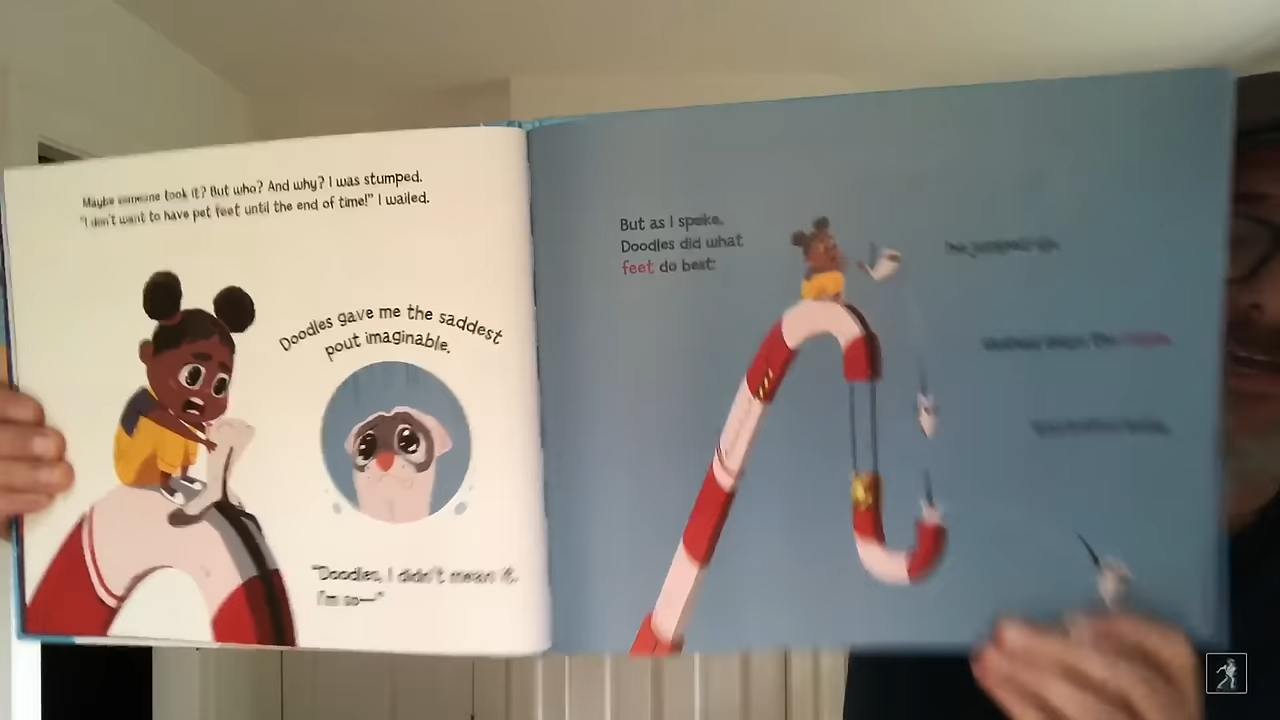 Maybe someone took it? But who? And why? I was stumped.
"I don't want to have pet feet until the end of time!" I wailed.
Doodles gave me the saddest
pout imaginable.
"Doodles, I didn't mean it.
I'm so—"
But as I spoke,
Doodles did what
feet do best: